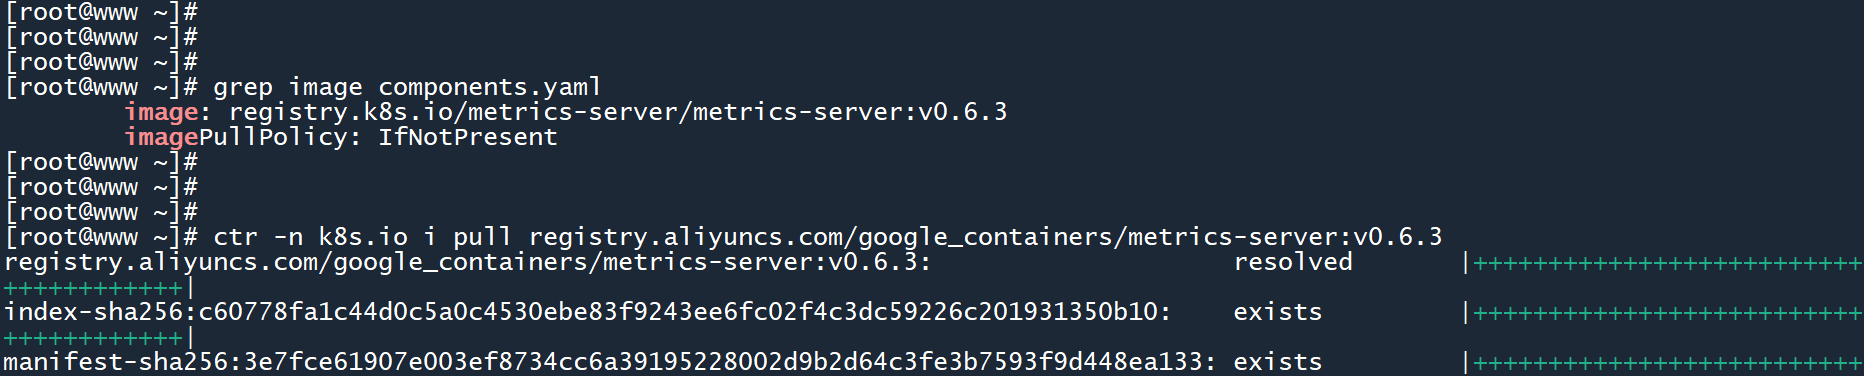 [root@www ~]#
[root@www ~]#
[root@www ~]#
[root@www ~]# grep image components.yaml
        image: registry.k8s.io/metrics-server/metrics-server:v0.6.3
        imagePullPolicy: IfNotPresent
[root@www ~]#
[root@www ~]#
[root@www ~]#
[root@www ~]# ctr -n k8s.io i pull registry.aliyuncs.com/google_containers/metrics-server:v0.6.3
registry.aliyuncs.com/google_containers/metrics-server:v0.6.3:                    resolved       |++++++++++++++++++++++++++
++++++++++++|
index-sha256:c60778fa1c44d0c5a0c4530ebe83f9243ee6fc02f4c3dc59226c201931350b10:    exists         |++++++++++++++++++++++++++
++++++++++++|
manifest-sha256:3e7fce61907e003ef8734cc6a39195228002d9b2d64c3fe3b7593f9d448ea133: exists         |++++++++++++++++++++++++++